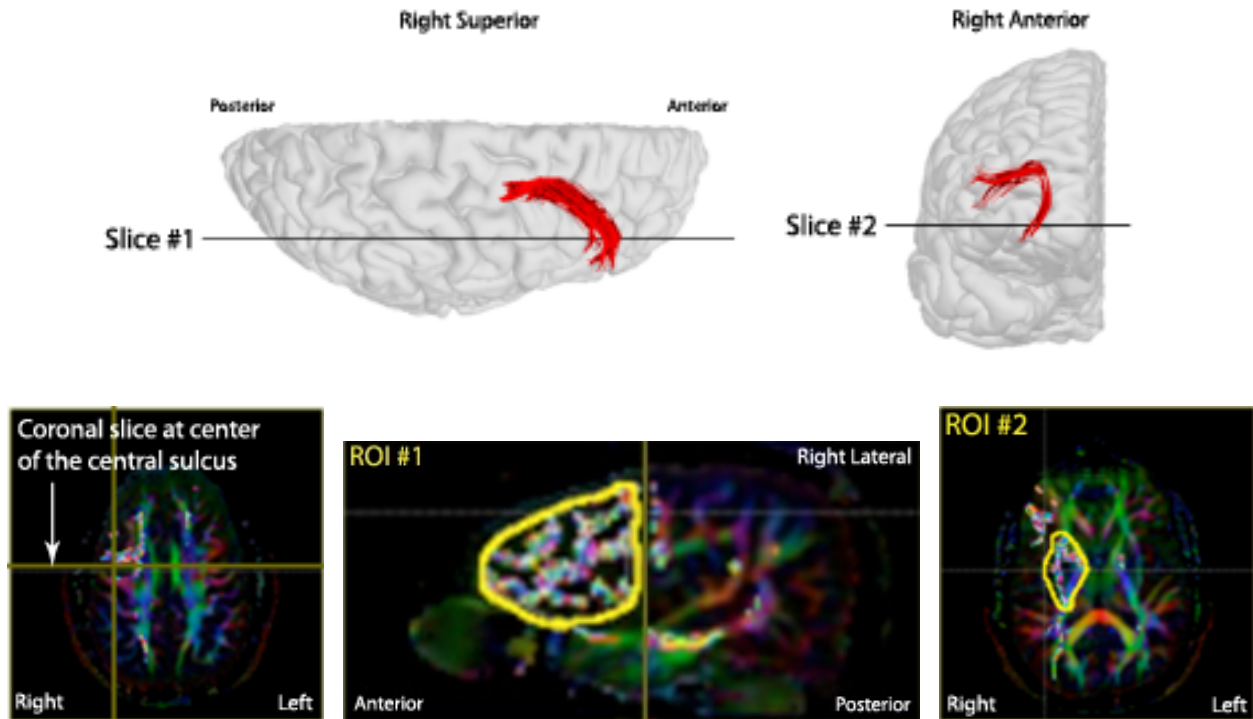 Right Superior
Right Anterior
Posterior
Anterior
Slice #1
Slice #2
Coronal slice at center
of the central sulcus
Right
Left
ROI #1
Right Lateral
Anterior
Posterior
ROI #2
Right
Left